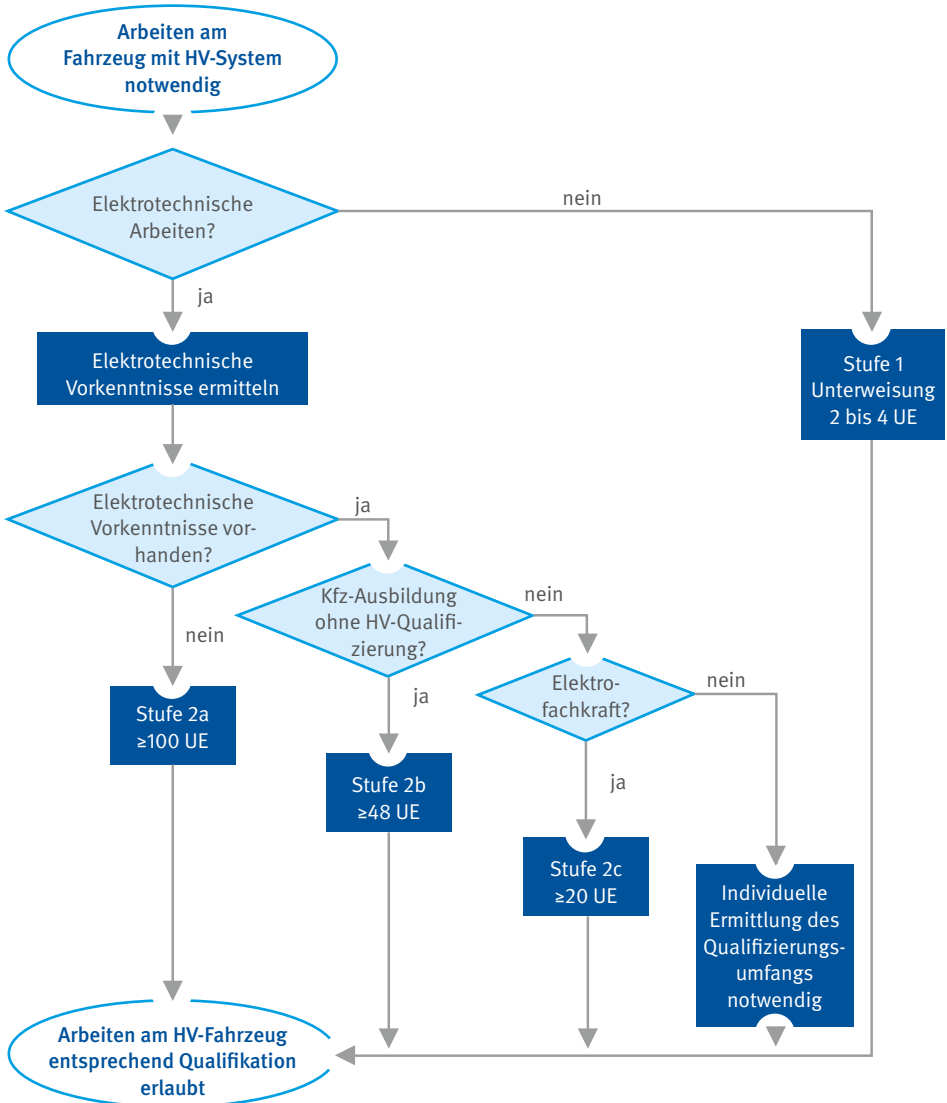 Arbeiten am
Fahrzeug mit HV-System
notwendig
Elektrotechnische
Arbeiten?
nein
ja
Elektrotechnische
Vorkenntnisse ermitteln
Stufe 1
Unterweisung
2 bis 4 UE
Elektrotechnische
Vorkenntnisse vor-
handen?
ja
nein
Kfz-Ausbildung
ohne HV-Qualifi-
zierung?
nein
ja
Elektro-
fachkraft?
nein
ja
Stufe 2a
≥100 UE
Stufe 2b
≥48 UE
Stufe 2c
≥20 UE
Individuelle
Ermittlung des
Qualifizierungs-
umfangs
notwendig
Arbeiten am HV-Fahrzeug
entsprechend Qualifikation
erlaubt